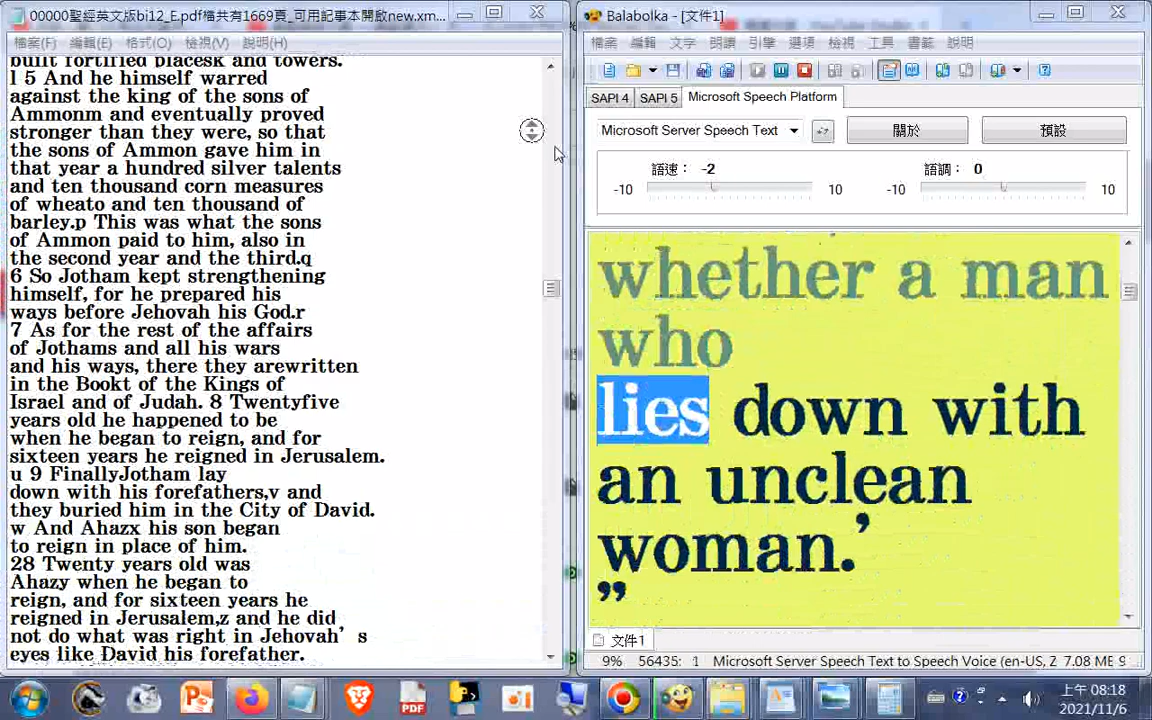 00000聖經英文版bi12_E.pdf檔共有1669頁_可用記事本開啟new.xm...
檔案(F) 編輯(E) 格式(O) 檢視(V) 說明(H)
built fortified placesk and towers.
l 5 And he himself warred
against the king of the sons of
Ammonm and eventually proved
stronger than they were, so that
the sons of Ammon gave him in
that year a hundred silver talents
and ten thousand corn measures
of wheato and ten thousand of
barley.p This was what the sons
of Ammon paid to him, also in
the second year and the third.q
6 So Jotham kept strengthening
himself, for he prepared his
ways before Jehovah his God.r
7 As for the rest of the affairs
of Jothams and all his wars
and his ways, there they arewritten
in the Bookt of the Kings of
Israel and of Judah. 8 Twentyfive
years old he happened to be
when he began to reign, and for
sixteen years he reigned in Jerusalem.
u 9 FinallyJotham lay
down with his forefathers,v and
they buried him in the City of David.
w And Ahazx his son began
to reign in place of him.
28 Twenty years old was
Ahazy when he began to
reign, and for sixteen years he
reigned in Jerusalem,z and he did
not do what was right in Jehovah’s
eyes like David his forefather.
Balabolka - [文件1]
檔案 編輯 文字 朗讀 引擎 選項 檢視 工具 書籤 說明
SAPI 4 SAPI 5 Microsoft Speech Platform
Microsoft Server Speech Text 關於 預設
語速: -2 語調: 0
-10 10 -10 10
whether a man
who
lies down with
an unclean
woman.’
”
文件1
9% 56435: 1 Microsoft Server Speech Text to Speech Voice (en-US, Z 7.08 MB 9
PDF
上午 08:18
2021/11/6